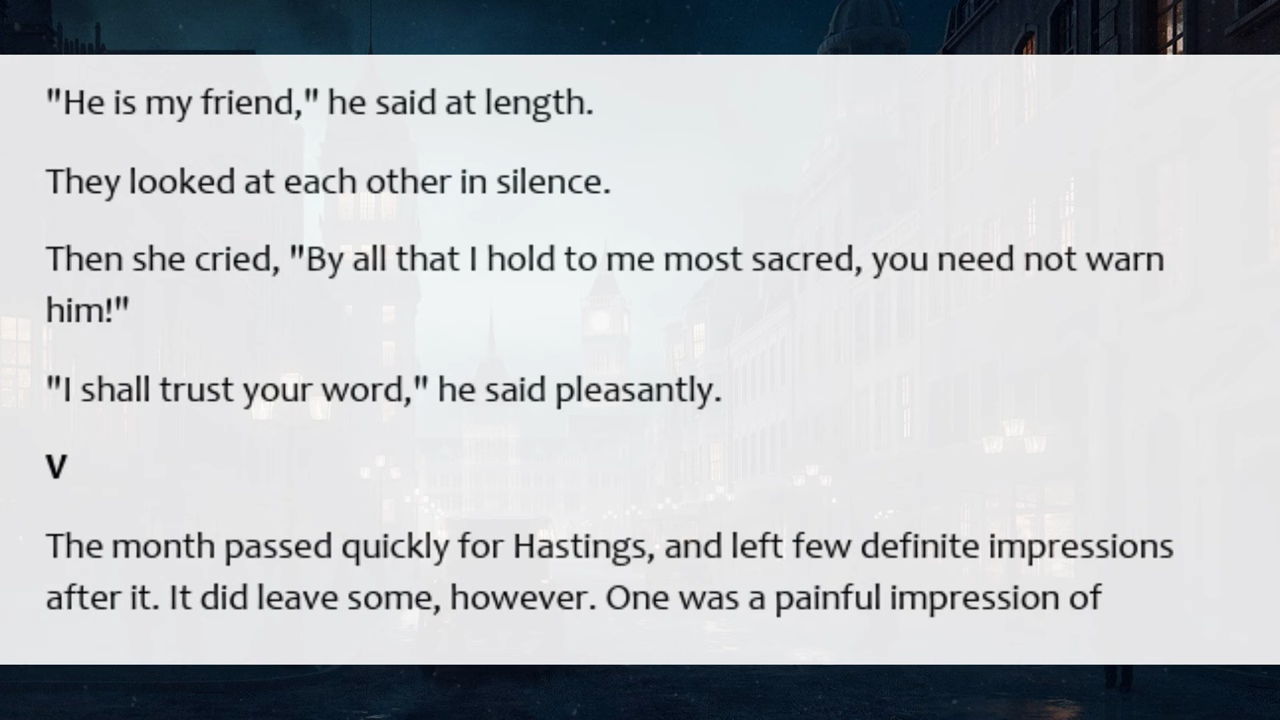 "He is my friend," he said at length.
They looked at each other in silence.
Then she cried, "By all that I hold to me most sacred, you need not warn
him!"
"I shall trust your word," he said pleasantly.
V
The month passed quickly for Hastings, and left few definite impressions
after it. It did leave some, however. One was a painful impression of